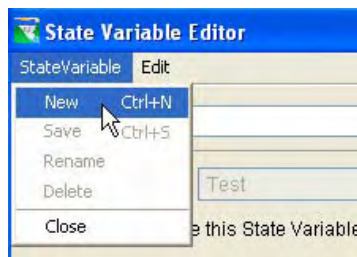 State Variable Editor
StateVariable Edit
New Ctrl+N
Save Ctrl+S
Rename
Delete
Test
Close
this State Variable